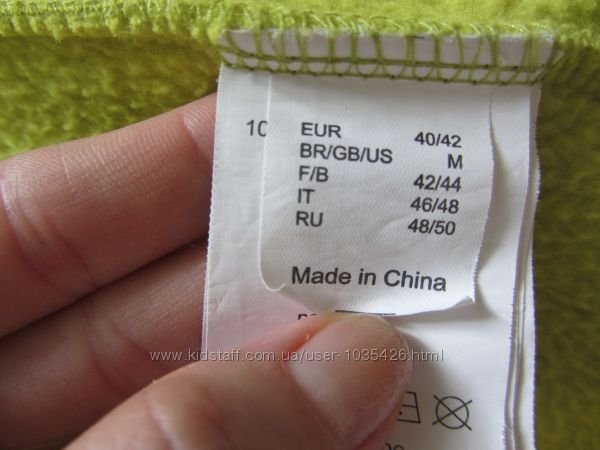 10
EUR 40/42
BR/GB/US M
F/B 42/44
IT 46/48
RU 48/50
Made in China
www.kidstaff.com.ua/user-1035426.html